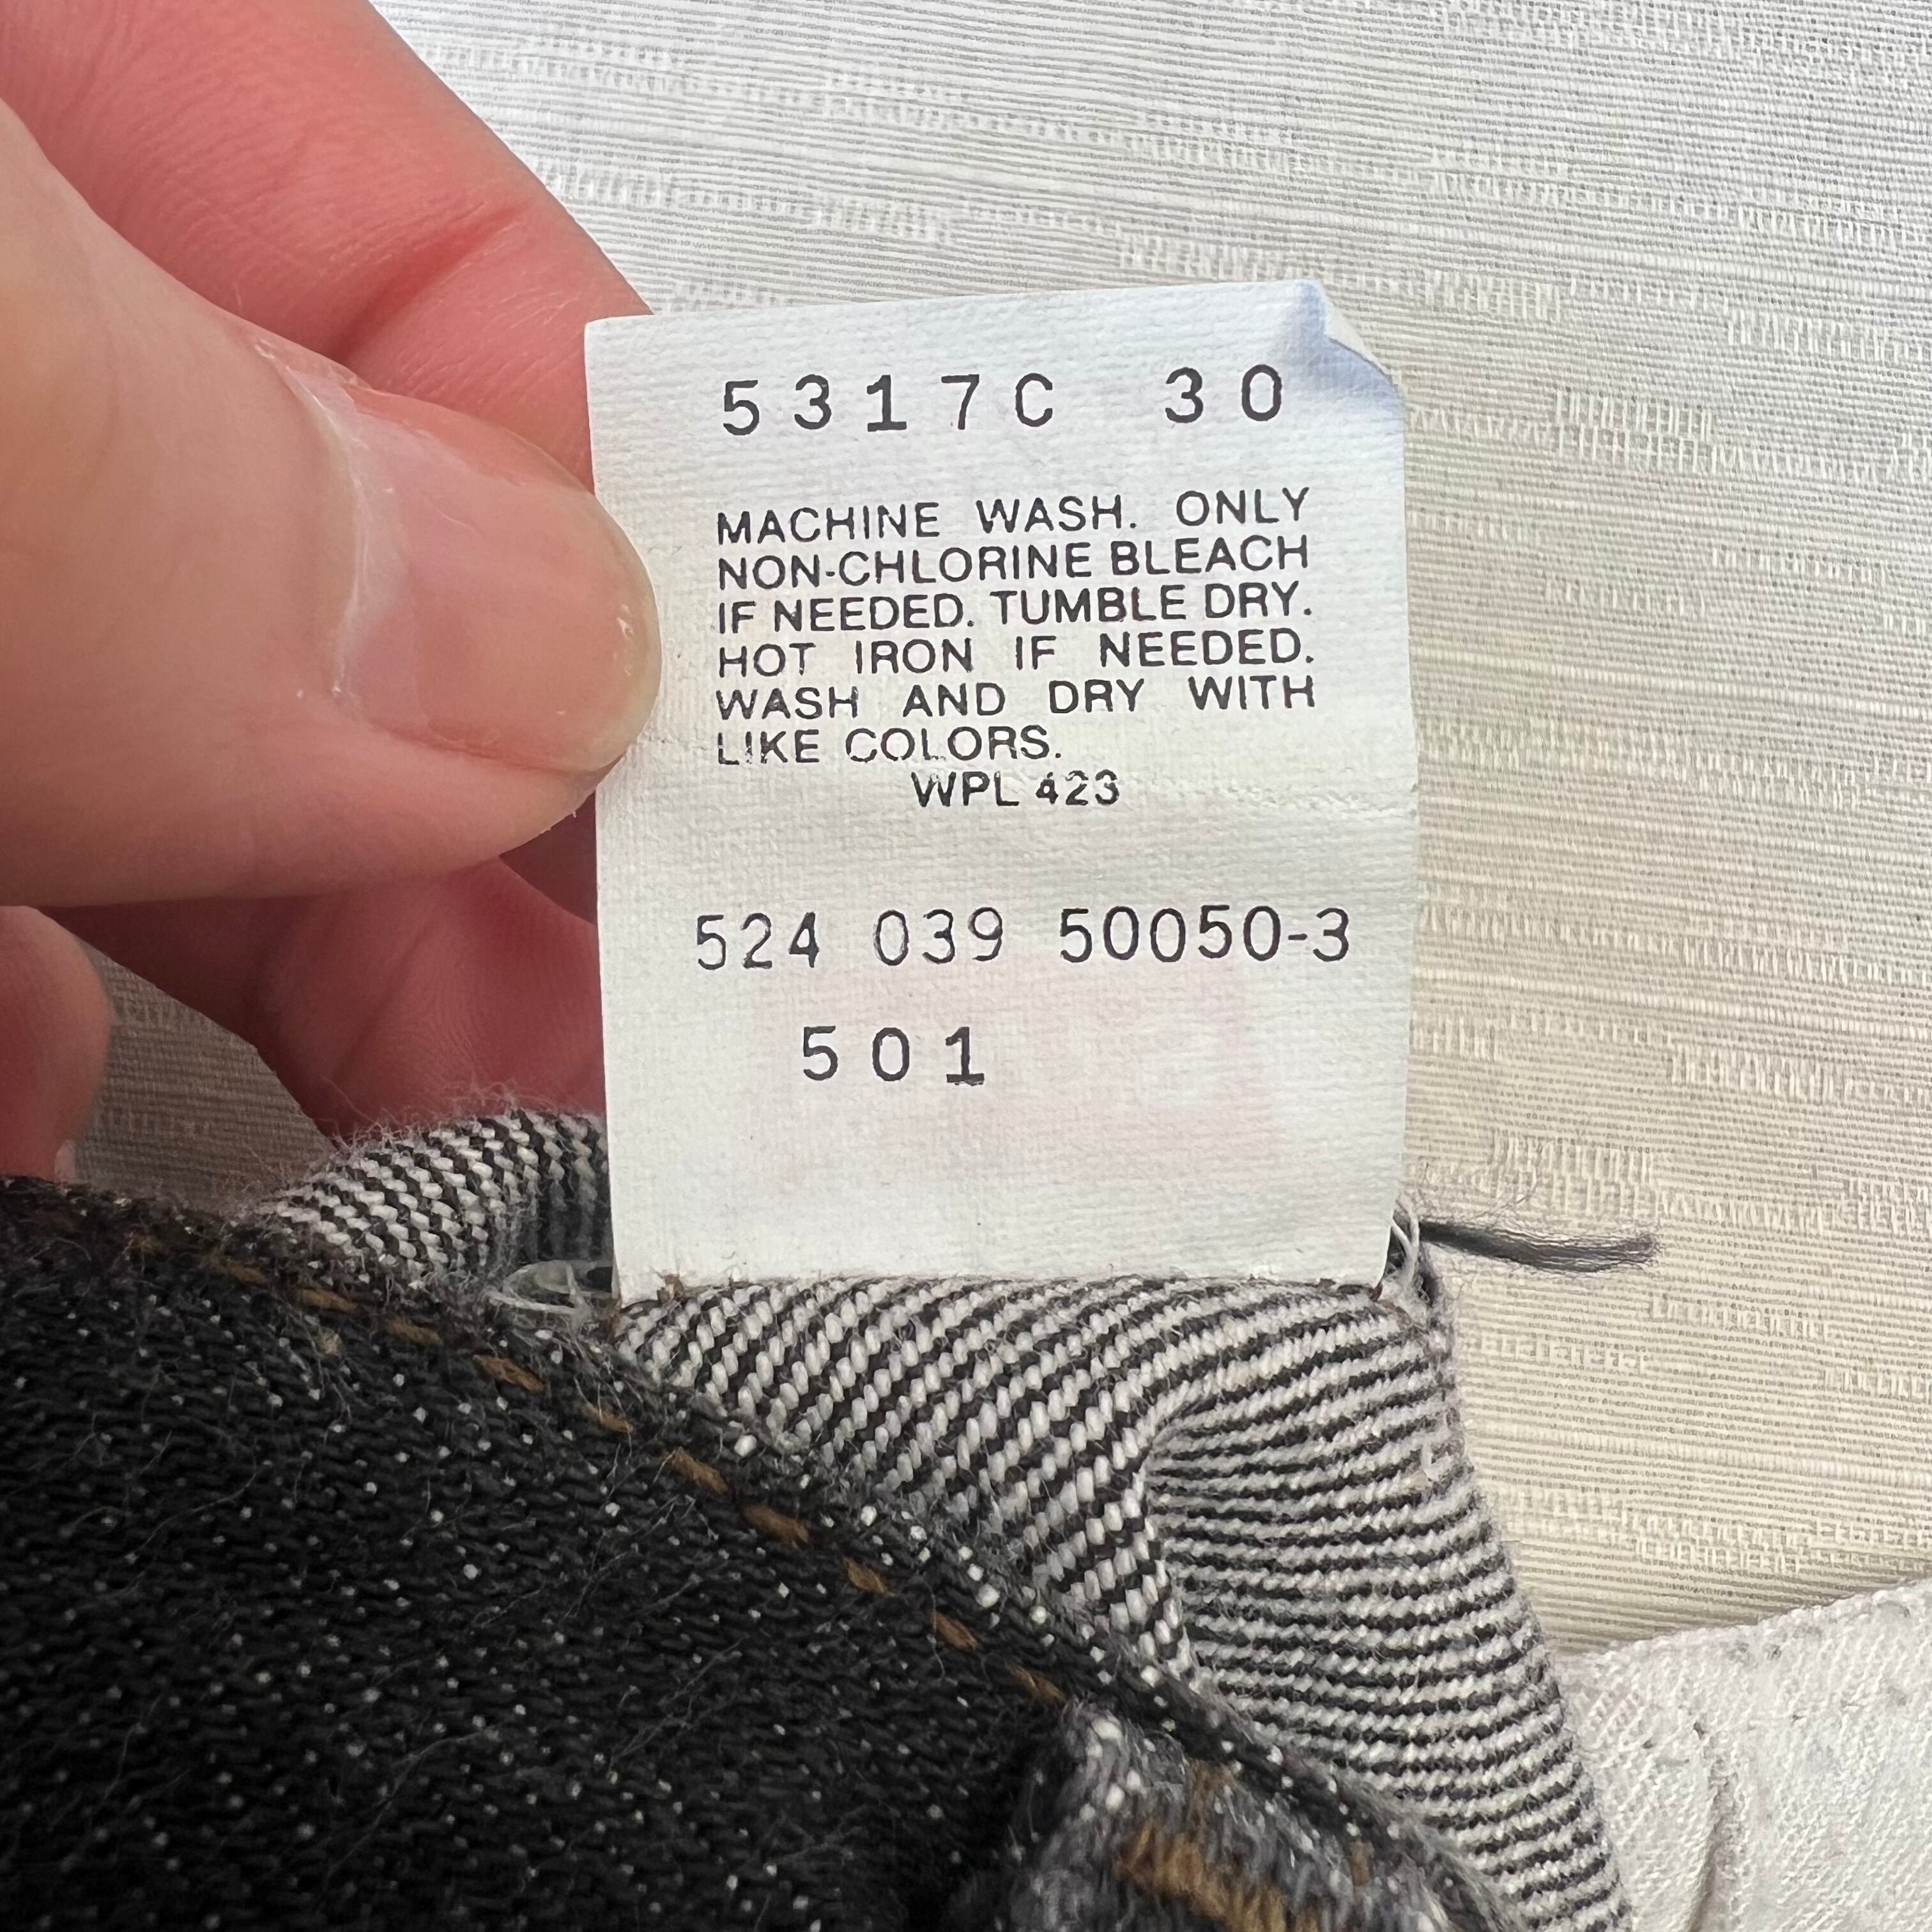 5317C 30
MACHINE WASH. ONLY
NON-CHLORINE BLEACH
IF NEEDED. TUMBLE DRY.
HOT IRON IF NEEDED.
WASH AND DRY WITH
LIKE COLORS.
WPL 423
524 039 50050-3
501